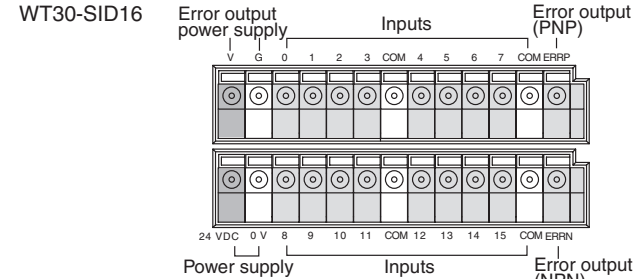 WT30-SID16
Error output
power supply
Inputs
Error output
(PNP)
V G 0 1 2 3 COM 4 5 6 7 COM ERRP
24 VDC 0 V 8 9 10 11 COM 12 13 14 15 COM ERRN
Power supply
Inputs
Error output
(NPN)